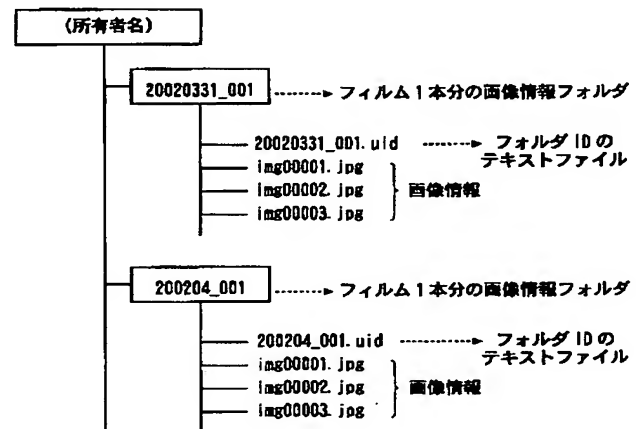 (所有者名)
20020331_001 フィルム1本分の画像情報フォルダ
20020331_001.uid フォルダIDの
テキストファイル
img00001.jpg
img00002.jpg 画像情報
img00003.jpg
200204_001 フィルム1本分の画像情報フォルダ
200204_001.uid フォルダIDの
テキストファイル
img00001.jpg
img00002.jpg 画像情報
img00003.jpg